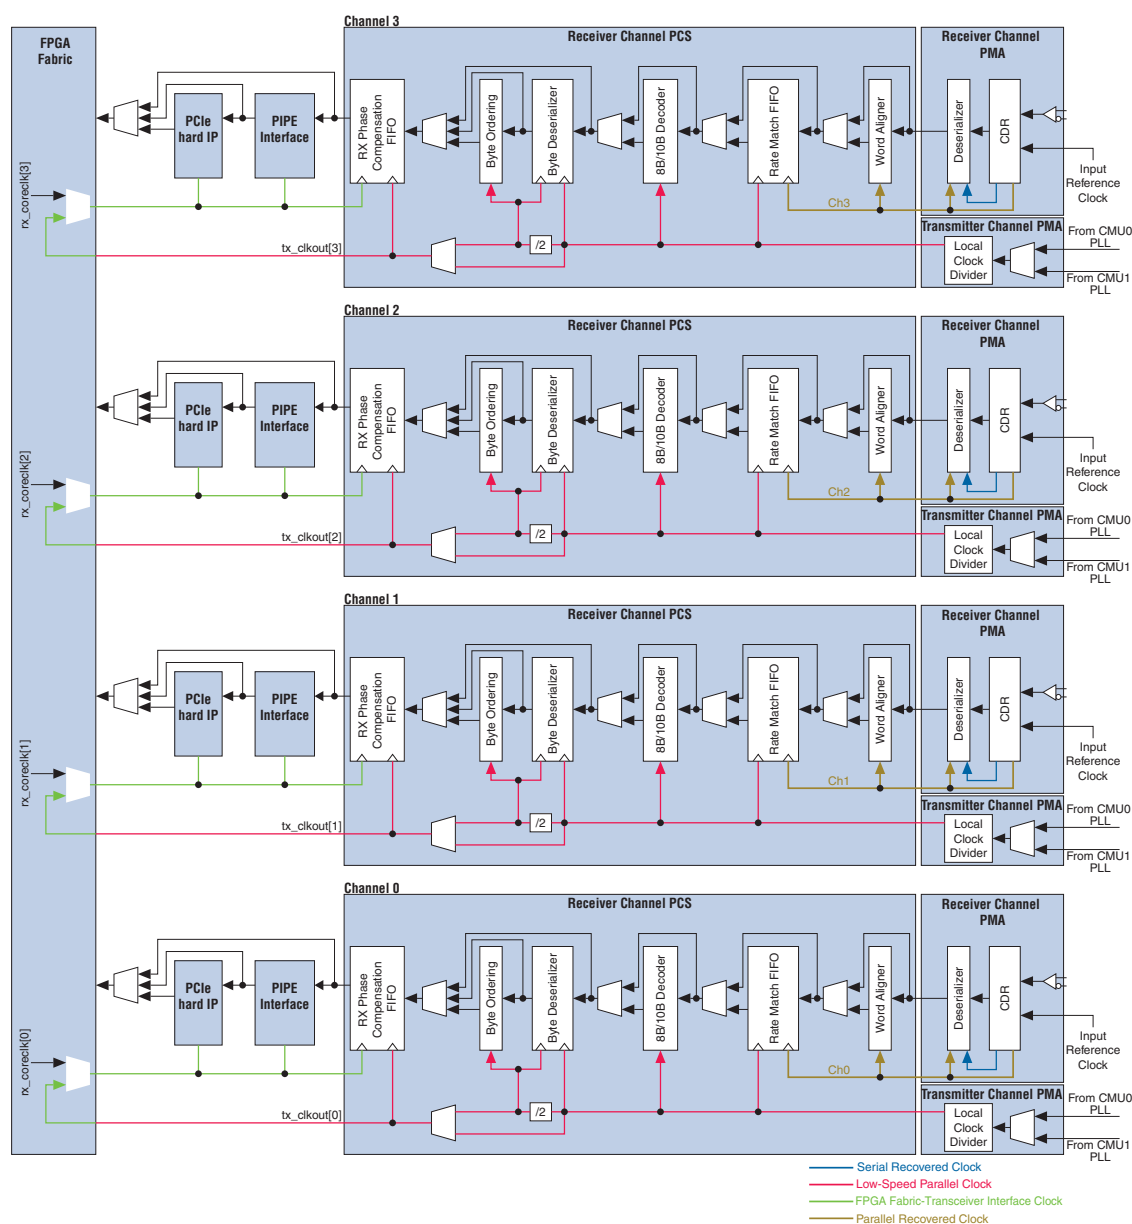 FPGA
Fabric
Channel 3
Receiver Channel PCS
Receiver Channel
PMA
PCIe
hard IP
PIPE
Interface
RX Phase
Compensation
FIFO
Byte Ordering
Byte Deserializer
8B/10B Decoder
Rate Match FIFO
Word Aligner
Deserializer
CDR
Input
Reference
Clock
rx_coreclk[3]
Ch3
tx_clkout[3]
/2
Transmitter Channel PMA
Local
Clock
Divider
From CMU0
PLL
From CMU1
PLL
Channel 2
Receiver Channel PCS
Receiver Channel
PMA
PCIe
hard IP
PIPE
Interface
RX Phase
Compensation
FIFO
Byte Ordering
Byte Deserializer
8B/10B Decoder
Rate Match FIFO
Word Aligner
Deserializer
CDR
Input
Reference
Clock
rx_coreclk[2]
Ch2
tx_clkout[2]
/2
Transmitter Channel PMA
Local
Clock
Divider
From CMU0
PLL
From CMU1
PLL
Channel 1
Receiver Channel PCS
Receiver Channel
PMA
PCIe
hard IP
PIPE
Interface
RX Phase
Compensation
FIFO
Byte Ordering
Byte Deserializer
8B/10B Decoder
Rate Match FIFO
Word Aligner
Deserializer
CDR
Input
Reference
Clock
rx_coreclk[1]
Ch1
tx_clkout[1]
/2
Transmitter Channel PMA
Local
Clock
Divider
From CMU0
PLL
From CMU1
PLL
Channel 0
Receiver Channel PCS
Receiver Channel
PMA
PCIe
hard IP
PIPE
Interface
RX Phase
Compensation
FIFO
Byte Ordering
Byte Deserializer
8B/10B Decoder
Rate Match FIFO
Word Aligner
Deserializer
CDR
Input
Reference
Clock
rx_coreclk[0]
Ch0
tx_clkout[0]
/2
Transmitter Channel PMA
Local
Clock
Divider
From CMU0
PLL
From CMU1
PLL
Serial Recovered Clock
Low-Speed Parallel Clock
FPGA Fabric-Transceiver Interface Clock
Parallel Recovered Clock